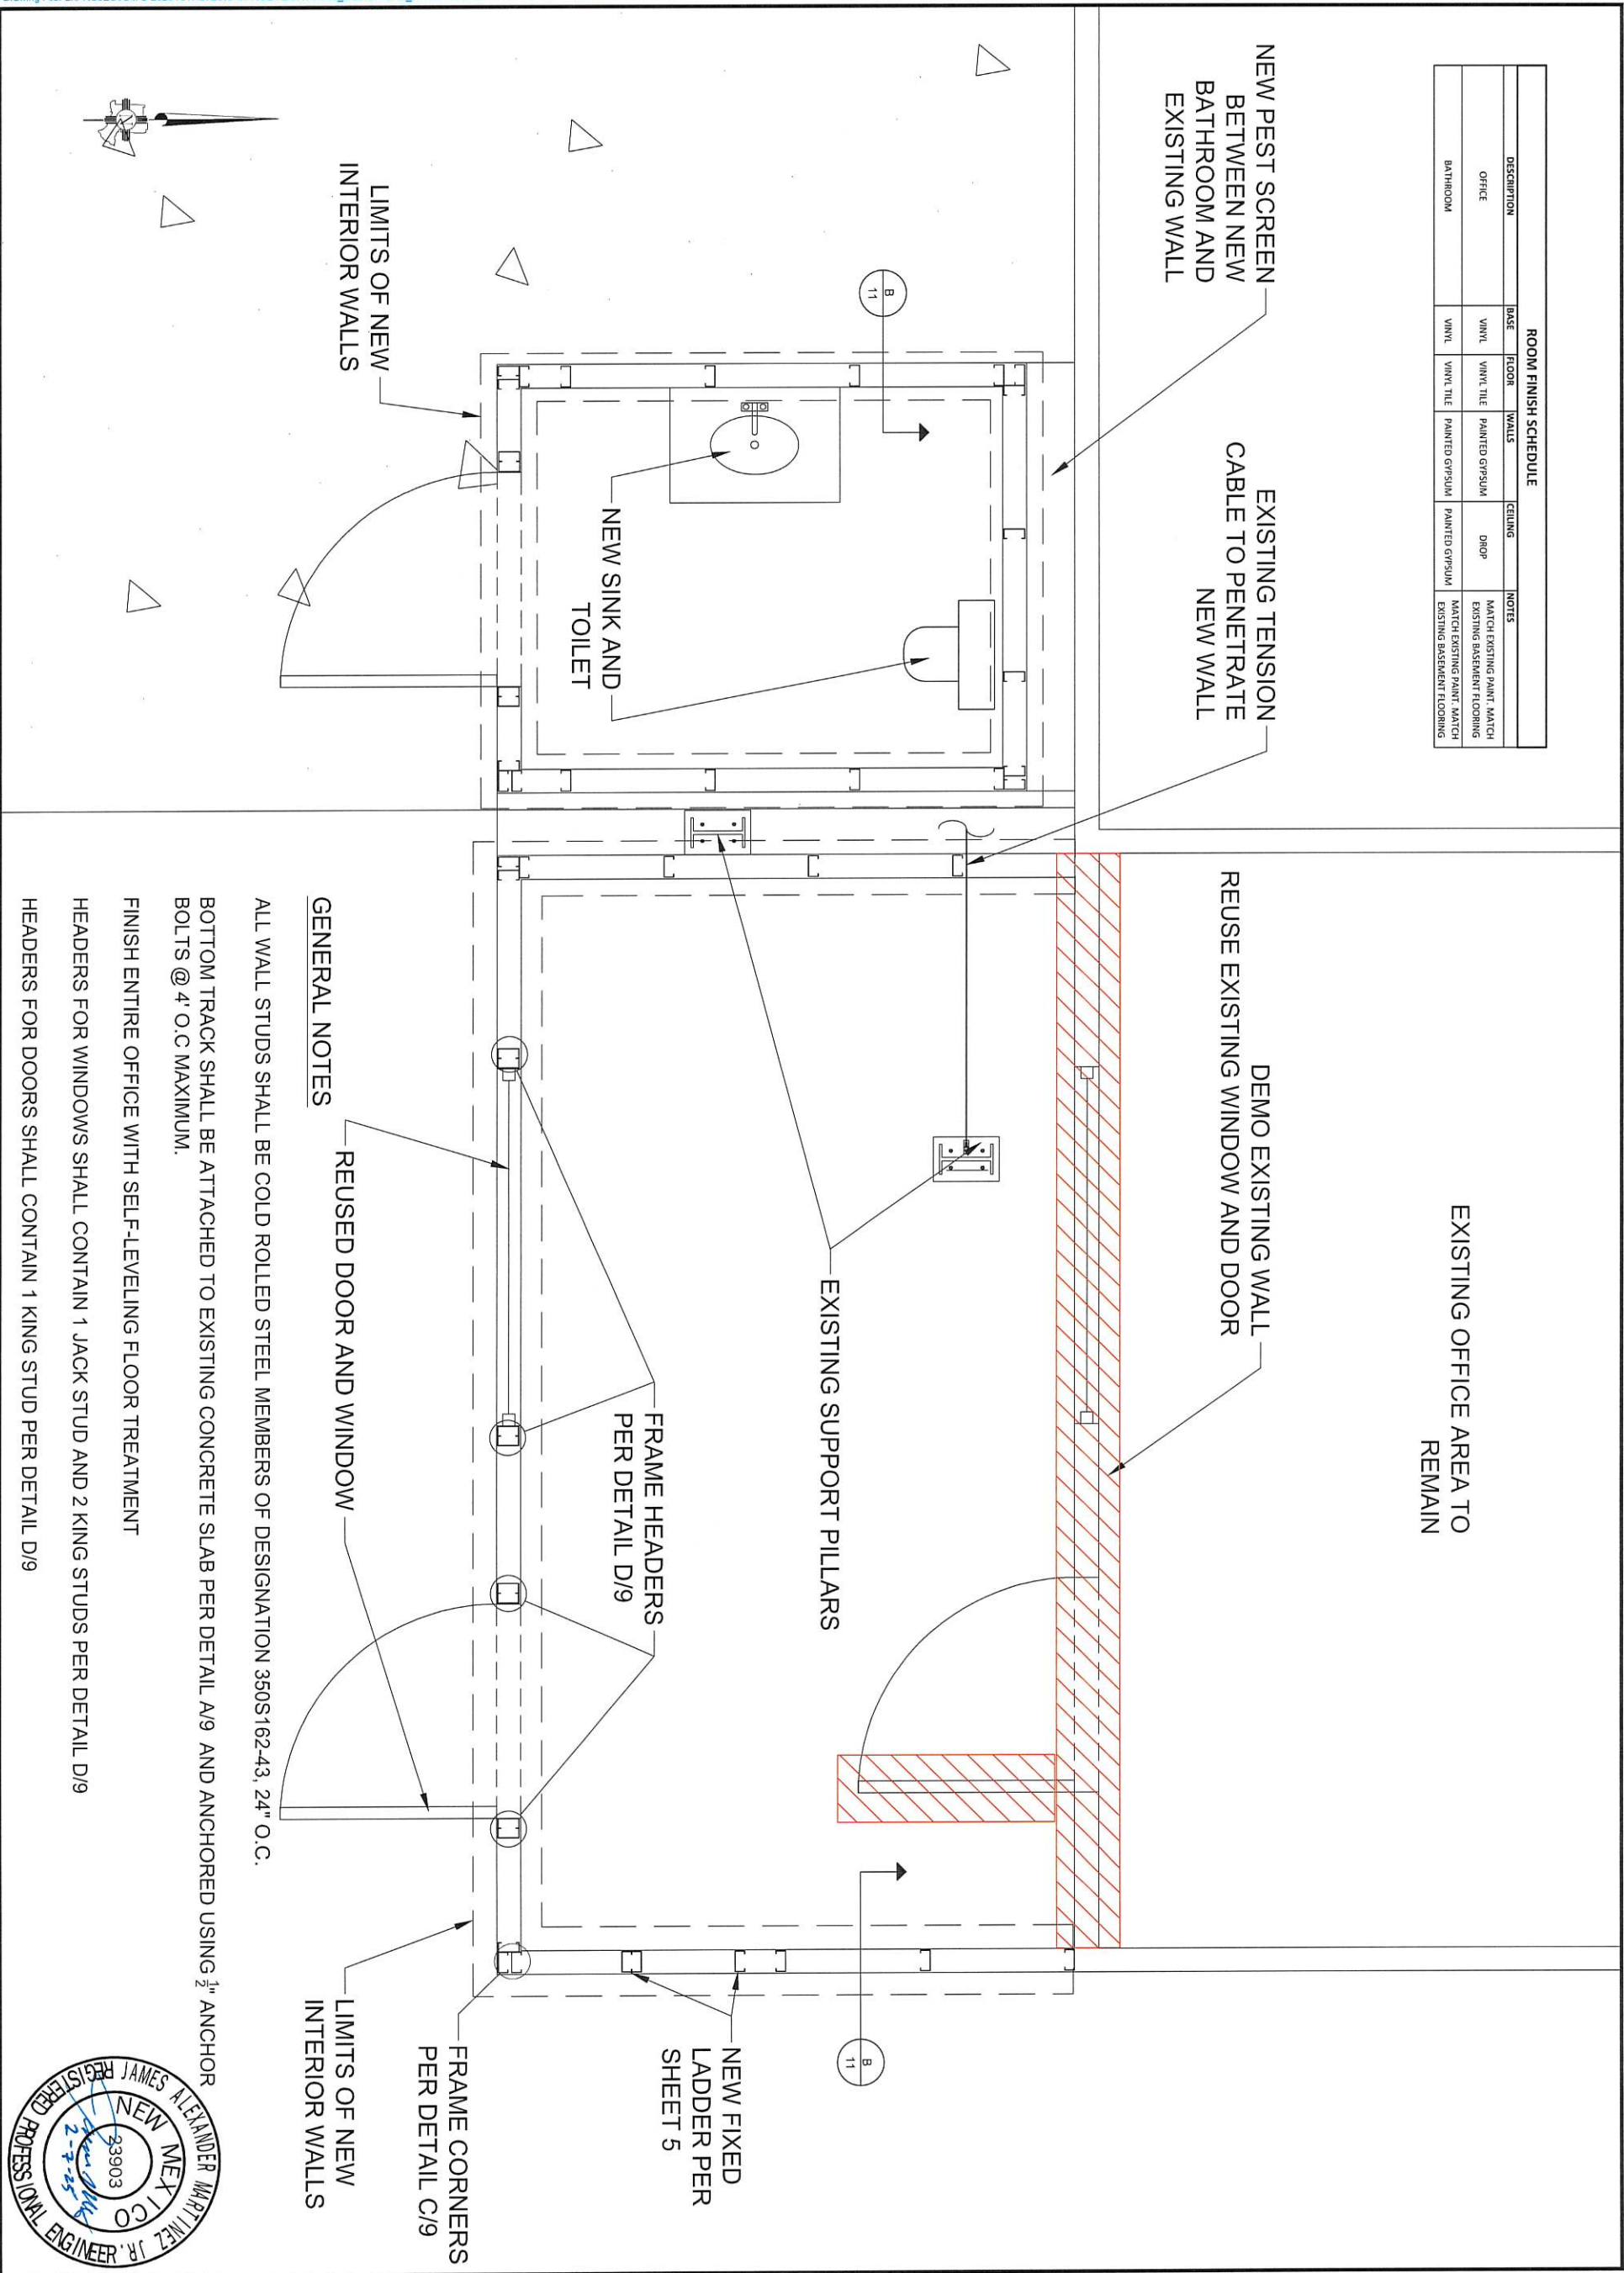 ROOM FINISH SCHEDULE
DESCRIPTION BASE FLOOR WALLS CEILING NOTES
OFFICE VINYL VINYL TILE PAINTED GYPSUM DROP MATCH EXISTING PAINT. MATCH
EXISTING BASEMENT FLOORING
BATHROOM VINYL VINYL TILE PAINTED GYPSUM PAINTED GYPSUM MATCH EXISTING PAINT. MATCH
EXISTING BASEMENT FLOORING
EXISTING OFFICE AREA TO
REMAIN
NEW PEST SCREEN
BETWEEN NEW
BATHROOM AND
EXISTING WALL
EXISTING TENSION
CABLE TO PENETRATE
NEW WALL
DEMO EXISTING WALL
REUSE EXISTING WINDOW AND DOOR
B
11
B
11
EXISTING SUPPORT PILLARS
NEW SINK AND
TOILET
FRAME HEADERS
PER DETAIL D/9
NEW FIXED
LADDER PER
SHEET 5
LIMITS OF NEW
INTERIOR WALLS
REUSED DOOR AND WINDOW
FRAME CORNERS
PER DETAIL C/9
LIMITS OF NEW
INTERIOR WALLS
N
GENERAL NOTES
ALL WALL STUDS SHALL BE COLD ROLLED STEEL MEMBERS OF DESIGNATION 350S162-43, 24" O.C.
BOTTOM TRACK SHALL BE ATTACHED TO EXISTING CONCRETE SLAB PER DETAIL A/9 AND ANCHORED USING ½" ANCHOR
BOLTS @ 4' O.C MAXIMUM.
FINISH ENTIRE OFFICE WITH SELF-LEVELING FLOOR TREATMENT
HEADERS FOR WINDOWS SHALL CONTAIN 1 JACK STUD AND 2 KING STUDS PER DETAIL D/9
HEADERS FOR DOORS SHALL CONTAIN 1 KING STUD PER DETAIL D/9
JAMES ALEXANDER MARTINEZ JR.
NEW MEXICO
23903
2-7-25
REGISTERED PROFESSIONAL ENGINEER